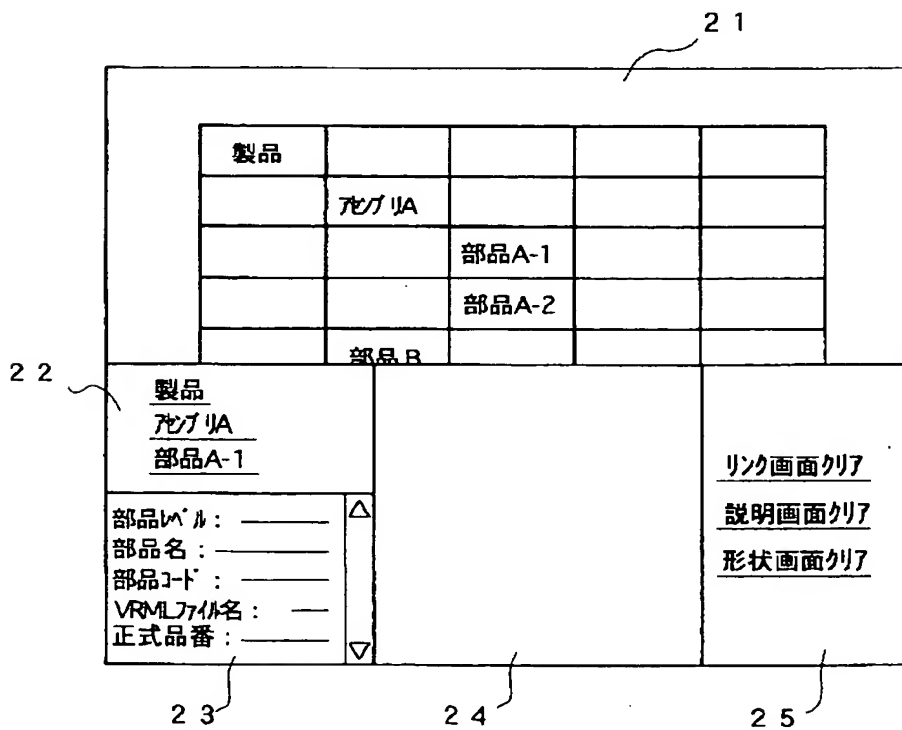 21
製品
アセンブリA
部品A-1
部品A-2
部品B
22
製品
アセンブリA
部品A-1
部品レベル：
部品名：
部品コード：
VRMLファイル名：
正式品番：
リンク画面クリア
説明画面クリア
形状画面クリア
23
24
25